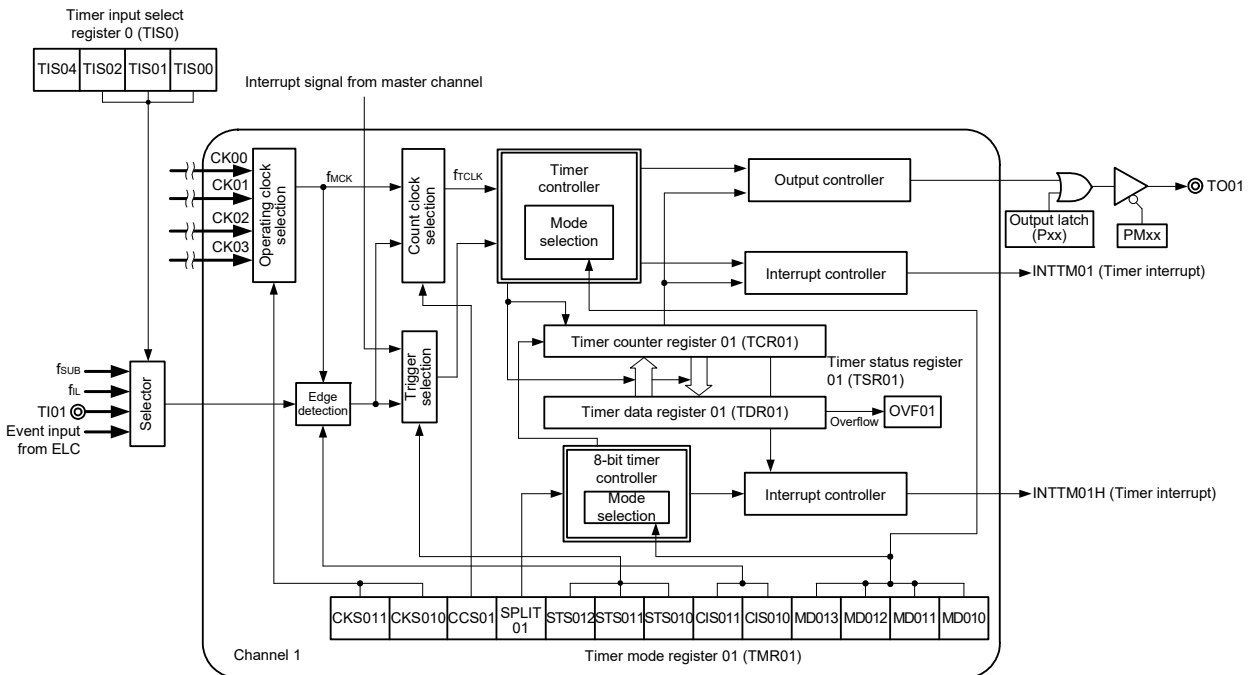 Timer input select
register 0 (TIS0)
TIS04 TIS02 TIS01 TIS00
Interrupt signal from master channel
CK00
CK01
CK02
CK03
Operating clock
selection
fMCK
Count clock
selection
fTCLK
Timer
controller
Mode
selection
Output controller
Output latch
(Pxx)
PMxx
TO01
Interrupt controller
INTTM01 (Timer interrupt)
Timer counter register 01 (TCR01)
Timer status register
01 (TSR01)
Timer data register 01 (TDR01)
Overflow
OVF01
fSUB
fIL
TI01
Event input
from ELC
Selector
Edge
detection
Trigger
selection
8-bit timer
controller
Mode
selection
Interrupt controller
INTTM01H (Timer interrupt)
CKS011 CKS010 CCS01 SPLIT
01 STS012 STS011 STS010 CIS011 CIS010 MD013 MD012 MD011 MD010
Channel 1
Timer mode register 01 (TMR01)